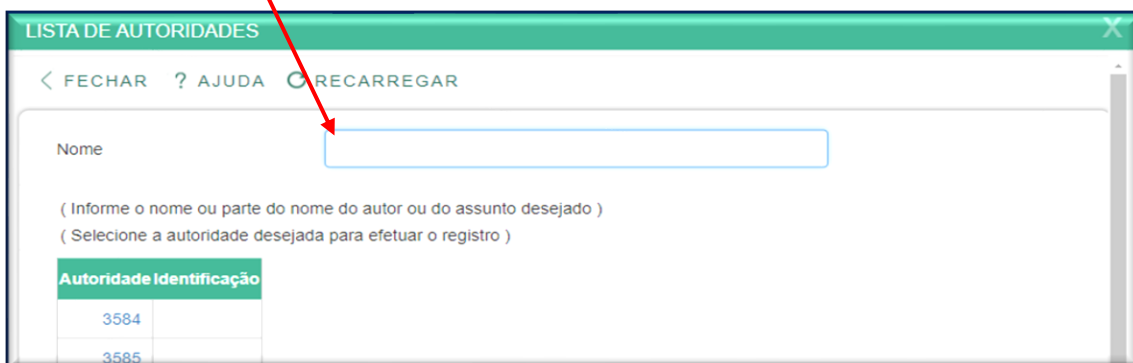 LISTA DE AUTORIDADES X
FECHAR ? AJUDA RECARREGAR
Nome
( Informe o nome ou parte do nome do autor ou do assunto desejado )
( Selecione a autoridade desejada para efetuar o registro )
Autoridade Identificação
3584
3585